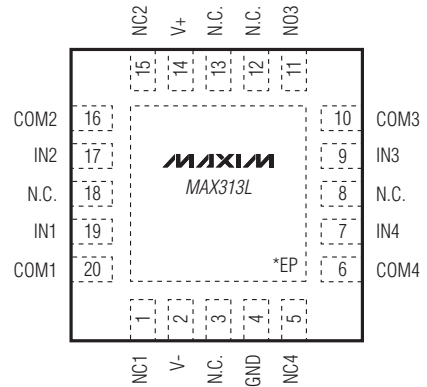 NC2 V+ N.C. N.C. NO3
15 14 13 12 11
COM2 16 10 COM3
IN2 17 9 IN3
N.C. 18 8 N.C.
IN1 19 7 IN4
COM1 20 6 COM4
MAXIM
MAX313L
*EP
1 2 3 4 5
NC1 V- N.C. GND NC4